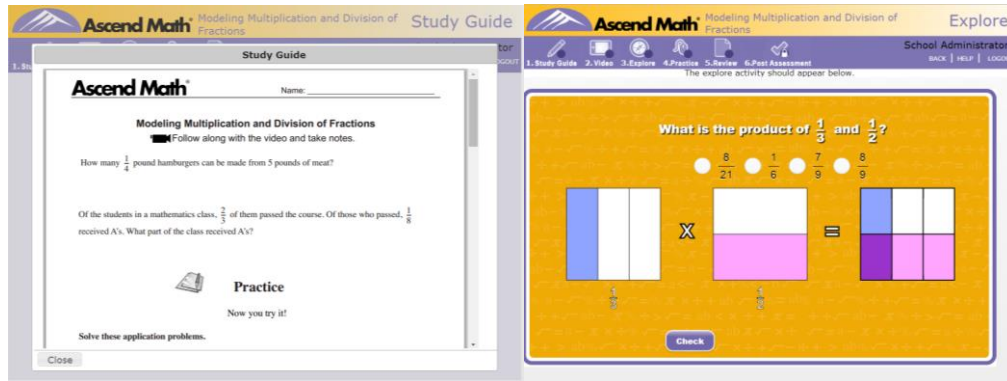 Ascend Math® Modeling Multiplication and Division of Fractions Study Guide
Study Guide
Ascend Math®
Name:
Modeling Multiplication and Division of Fractions
Follow along with the video and take notes.
How many 1/4 pound hamburgers can be made from 5 pounds of meat?
Of the students in a mathematics class, 2/3 of them passed the course. Of those who passed, 1/8
received A's. What part of the class received A's?
Practice
Now you try it!
Solve these application problems.
Close
Ascend Math® Modeling Multiplication and Division of Fractions Explore
School Administrator
1.Study Guide 2.Video 3.Explore 4.Practice 5.Review 6.Post Assessment
BACK | HELP |
The explore activity should appear below.
What is the product of 1/3 and 1/2?
8/21 1/6 7/9 8/9
X =
1/3 1/2
Check